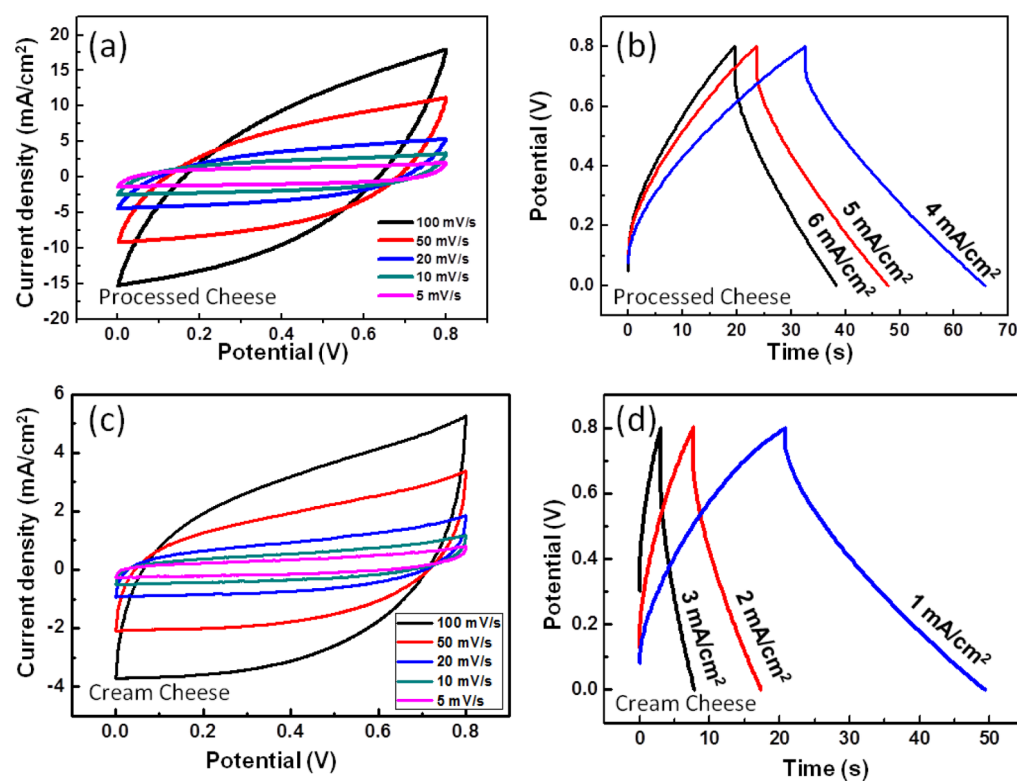 (a)
Current density (mA/cm²)
20
15
10
5
0
-5
-10
-15
-20
100 mV/s
50 mV/s
20 mV/s
10 mV/s
5 mV/s
Processed Cheese
0.0 0.2 0.4 0.6 0.8
Potential (V)
(b)
Potential (V)
0.8
0.6
0.4
0.2
0.0
6 mA/cm²
5 mA/cm²
4 mA/cm²
Processed Cheese
0 10 20 30 40 50 60 70
Time (s)
(c)
Current density (mA/cm²)
6
4
2
0
-2
-4
100 mV/s
50 mV/s
20 mV/s
10 mV/s
5 mV/s
Cream Cheese
0.0 0.2 0.4 0.6 0.8
Potential (V)
(d)
Potential (V)
0.8
0.6
0.4
0.2
0.0
3 mA/cm²
2 mA/cm²
1 mA/cm²
Cream Cheese
0 10 20 30 40 50
Time (s)